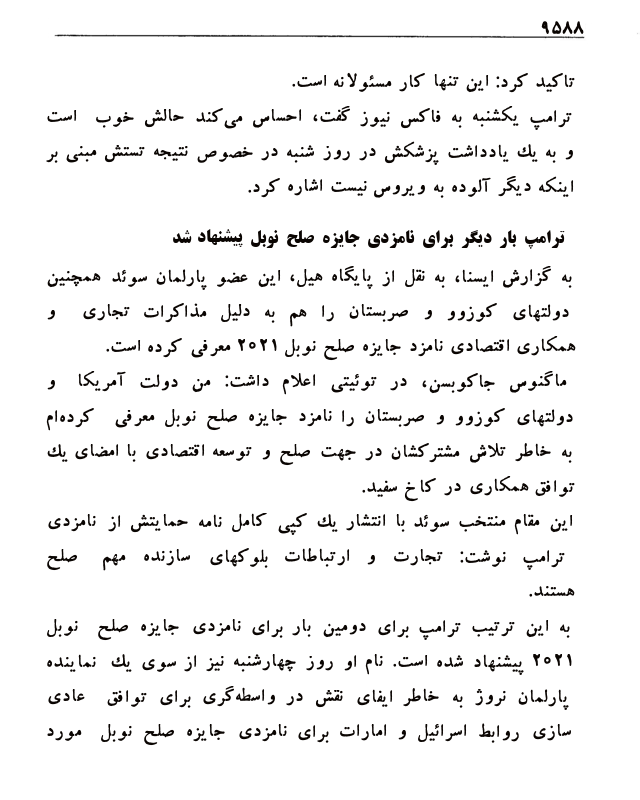 ۹۵۸۸
تاکید کرد: این تنها کار مسئولانه است.
ترامپ یکشنبه به فاکس نیوز گفت، احساس می‌کند حالش خوب است
و به یك یادداشت پزشکش در روز شنبه در خصوص نتیجه تستش مبنی بر
اینکه دیگر آلوده به ویروس نیست اشاره کرد.
ترامپ بار دیگر برای نامزدی جایزه صلح نوبل پیشنهاد شد
به گزارش ایسنا، به نقل از پایگاه هیل، این عضو پارلمان سوئد همچنین
دولتهای کوزوو و صربستان را هم به دلیل مذاکرات تجاری و
همکاری اقتصادی نامزد جایزه صلح نوبل ۲۰۲۱ معرفی کرده است.
ماگنوس جاکوبسن، در توئیتی اعلام داشت: من دولت آمریکا و
دولتهای کوزوو و صربستان را نامزد جایزه صلح نوبل معرفی کرده‌ام
به خاطر تلاش مشترکشان در جهت صلح و توسعه اقتصادی با امضای یك
توافق همکاری در کاخ سفید.
این مقام منتخب سوئد با انتشار یك کپی کامل نامه حمایتش از نامزدی
ترامپ نوشت: تجارت و ارتباطات بلوکهای سازنده مهم صلح
هستند.
به این ترتیب ترامپ برای دومین بار برای نامزدی جایزه صلح نوبل
۲۰۲۱ پیشنهاد شده است. نام او روز چهارشنبه نیز از سوی یك نماینده
پارلمان نروژ به خاطر ایفای نقش در واسطه‌گری برای توافق عادی
سازی روابط اسرائیل و امارات برای نامزدی جایزه صلح نوبل مورد